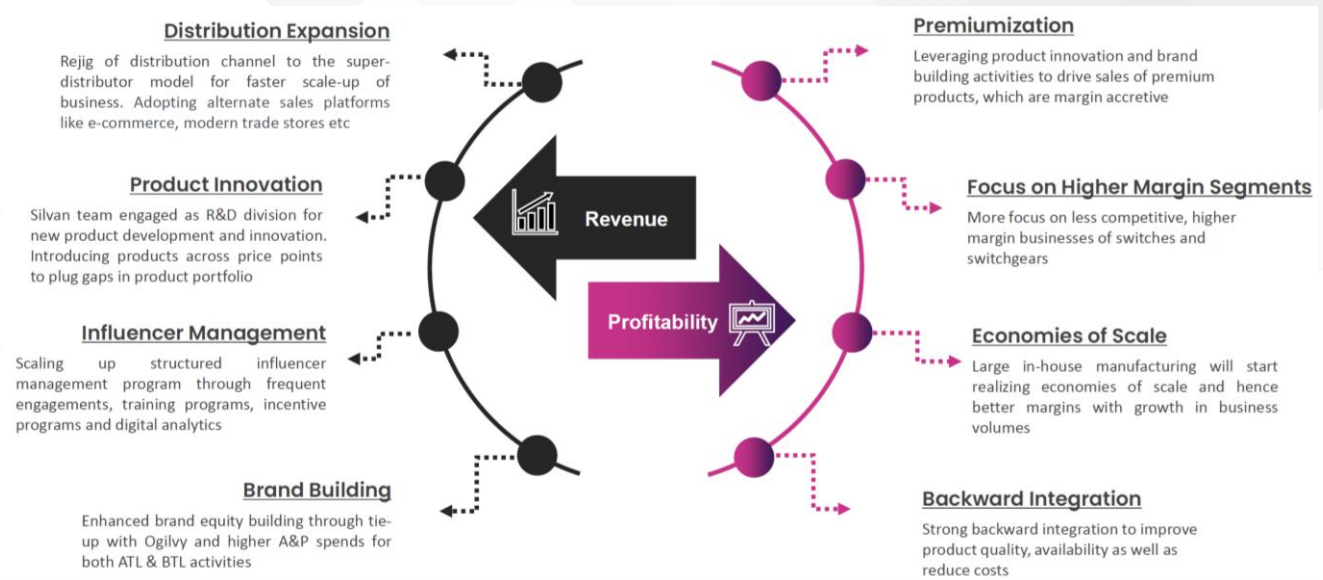 Distribution Expansion
Rejig of distribution channel to the super-
distributor model for faster scale-up of
business. Adopting alternate sales platforms
like e-commerce, modern trade stores etc
Product Innovation
Silvan team engaged as R&D division for
new product development and innovation.
Introducing products across price points
to plug gaps in product portfolio
Influencer Management
Scaling up structured influencer
management program through frequent
engagements, training programs, incentive
programs and digital analytics
Brand Building
Enhanced brand equity building through tie-
up with Ogilvy and higher A&P spends for
both ATL & BTL activities
Revenue
Profitability
Premiumization
Leveraging product innovation and brand
building activities to drive sales of premium
products, which are margin accretive
Focus on Higher Margin Segments
More focus on less competitive, higher
margin businesses of switches and
switchgears
Economies of Scale
Large in-house manufacturing will start
realizing economies of scale and hence
better margins with growth in business
volumes
Backward Integration
Strong backward integration to improve
product quality, availability as well as
reduce costs